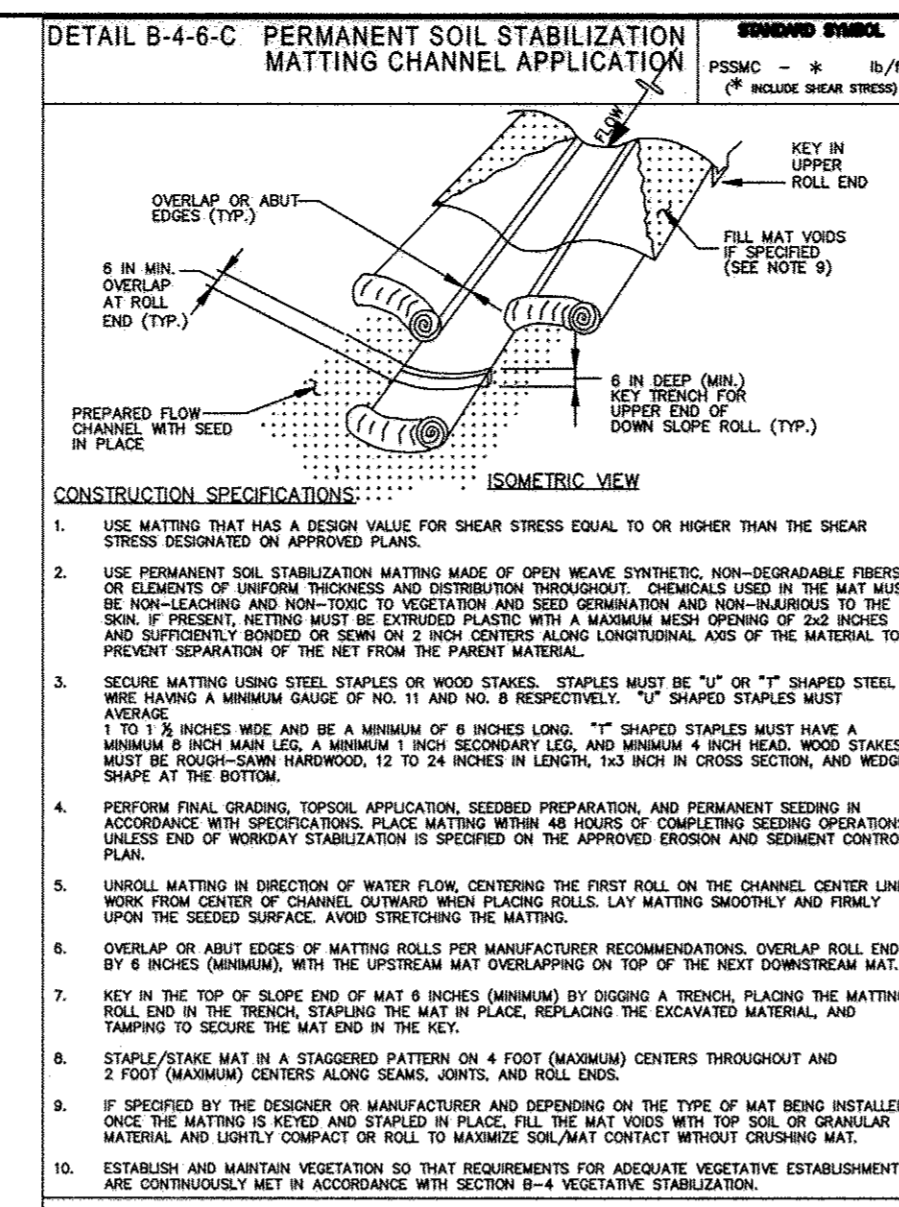 DETAIL B-4-6-C PERMANENT SOIL STABILIZATION
MATTING CHANNEL APPLICATION
STANDARD SYMBOL
PSSMC - * lb/f
(* INCLUDE SHEAR STRESS)
FLOW
KEY IN
UPPER
ROLL END
OVERLAP OR ABUT
EDGES (TYP.)
FILL MAT VOIDS
IF SPECIFIED
(SEE NOTE 9)
6 IN MIN.
OVERLAP
AT ROLL
END (TYP.)
6 IN DEEP (MIN.)
KEY TRENCH FOR
UPPER END OF
DOWN SLOPE ROLL. (TYP.)
PREPARED FLOW
CHANNEL WITH SEED
IN PLACE
ISOMETRIC VIEW
CONSTRUCTION SPECIFICATIONS:
1. USE MATTING THAT HAS A DESIGN VALUE FOR SHEAR STRESS EQUAL TO OR HIGHER THAN THE SHEAR
STRESS DESIGNATED ON APPROVED PLANS.
2. USE PERMANENT SOIL STABILIZATION MATTING MADE OF OPEN WEAVE SYNTHETIC, NON-DEGRADABLE FIBERS
OR ELEMENTS OF UNIFORM THICKNESS AND DISTRIBUTION THROUGHOUT. CHEMICALS USED IN THE MAT MUS
BE NON-LEACHING AND NON-TOXIC TO VEGETATION AND SEED GERMINATION AND NON-INJURIOUS TO THE
SKIN. IF PRESENT, NETTING MUST BE EXTRUDED PLASTIC WITH A MAXIMUM MESH OPENING OF 2x2 INCHES
AND SUFFICIENTLY BONDED OR SEWN ON 2 INCH CENTERS ALONG LONGITUDINAL AXIS OF THE MATERIAL TO
PREVENT SEPARATION OF THE NET FROM THE PARENT MATERIAL.
3. SECURE MATTING USING STEEL STAPLES OR WOOD STAKES. STAPLES MUST BE "U" OR "T" SHAPED STEEL
WIRE HAVING A MINIMUM GAUGE OF NO. 11 AND NO. 8 RESPECTIVELY. "U" SHAPED STAPLES MUST
AVERAGE
1 TO 1 ½ INCHES WIDE AND BE A MINIMUM OF 6 INCHES LONG. "T" SHAPED STAPLES MUST HAVE A
MINIMUM 8 INCH MAIN LEG, A MINIMUM 1 INCH SECONDARY LEG, AND MINIMUM 4 INCH HEAD. WOOD STAKES
MUST BE ROUGH-SAWN HARDWOOD, 12 TO 24 INCHES IN LENGTH, 1x3 INCH IN CROSS SECTION, AND WEDG
SHAPE AT THE BOTTOM.
4. PERFORM FINAL GRADING, TOPSOIL APPLICATION, SEEDBED PREPARATION, AND PERMANENT SEEDING IN
ACCORDANCE WITH SPECIFICATIONS. PLACE MATTING WITHIN 48 HOURS OF COMPLETING SEEDING OPERATION
UNLESS END OF WORKDAY STABILIZATION IS SPECIFIED ON THE APPROVED EROSION AND SEDIMENT CONTRO
PLAN.
5. UNROLL MATTING IN DIRECTION OF WATER FLOW, CENTERING THE FIRST ROLL ON THE CHANNEL CENTER LIN
WORK FROM CENTER OF CHANNEL OUTWARD WHEN PLACING ROLLS. LAY MATTING SMOOTHLY AND FIRMLY
UPON THE SEEDED SURFACE. AVOID STRETCHING THE MATTING.
6. OVERLAP OR ABUT EDGES OF MATTING ROLLS PER MANUFACTURER RECOMMENDATIONS. OVERLAP ROLL END
BY 6 INCHES (MINIMUM), WITH THE UPSTREAM MAT OVERLAPPING ON TOP OF THE NEXT DOWNSTREAM MAT.
7. KEY IN THE TOP OF SLOPE END OF MAT 6 INCHES (MINIMUM) BY DIGGING A TRENCH, PLACING THE MATTIN
ROLL END IN THE TRENCH, STAPLING THE MAT IN PLACE, REPLACING THE EXCAVATED MATERIAL, AND
TAMPING TO SECURE THE MAT END IN THE KEY.
8. STAPLE/STAKE MAT IN A STAGGERED PATTERN ON 4 FOOT (MAXIMUM) CENTERS THROUGHOUT AND
2 FOOT (MAXIMUM) CENTERS ALONG SEAMS, JOINTS, AND ROLL ENDS.
9. IF SPECIFIED BY THE DESIGNER OR MANUFACTURER AND DEPENDING ON THE TYPE OF MAT BEING INSTALLE
ONCE THE MATTING IS KEYED AND STAPLED IN PLACE, FILL THE MAT VOIDS WITH TOP SOIL OR GRANULAR
MATERIAL AND LIGHTLY COMPACT OR ROLL TO MAXIMIZE SOIL/MAT CONTACT WITHOUT CRUSHING MAT.
10. ESTABLISH AND MAINTAIN VEGETATION SO THAT REQUIREMENTS FOR ADEQUATE VEGETATIVE ESTABLISHMENT
ARE CONTINUOUSLY MET IN ACCORDANCE WITH SECTION B-4 VEGETATIVE STABILIZATION.